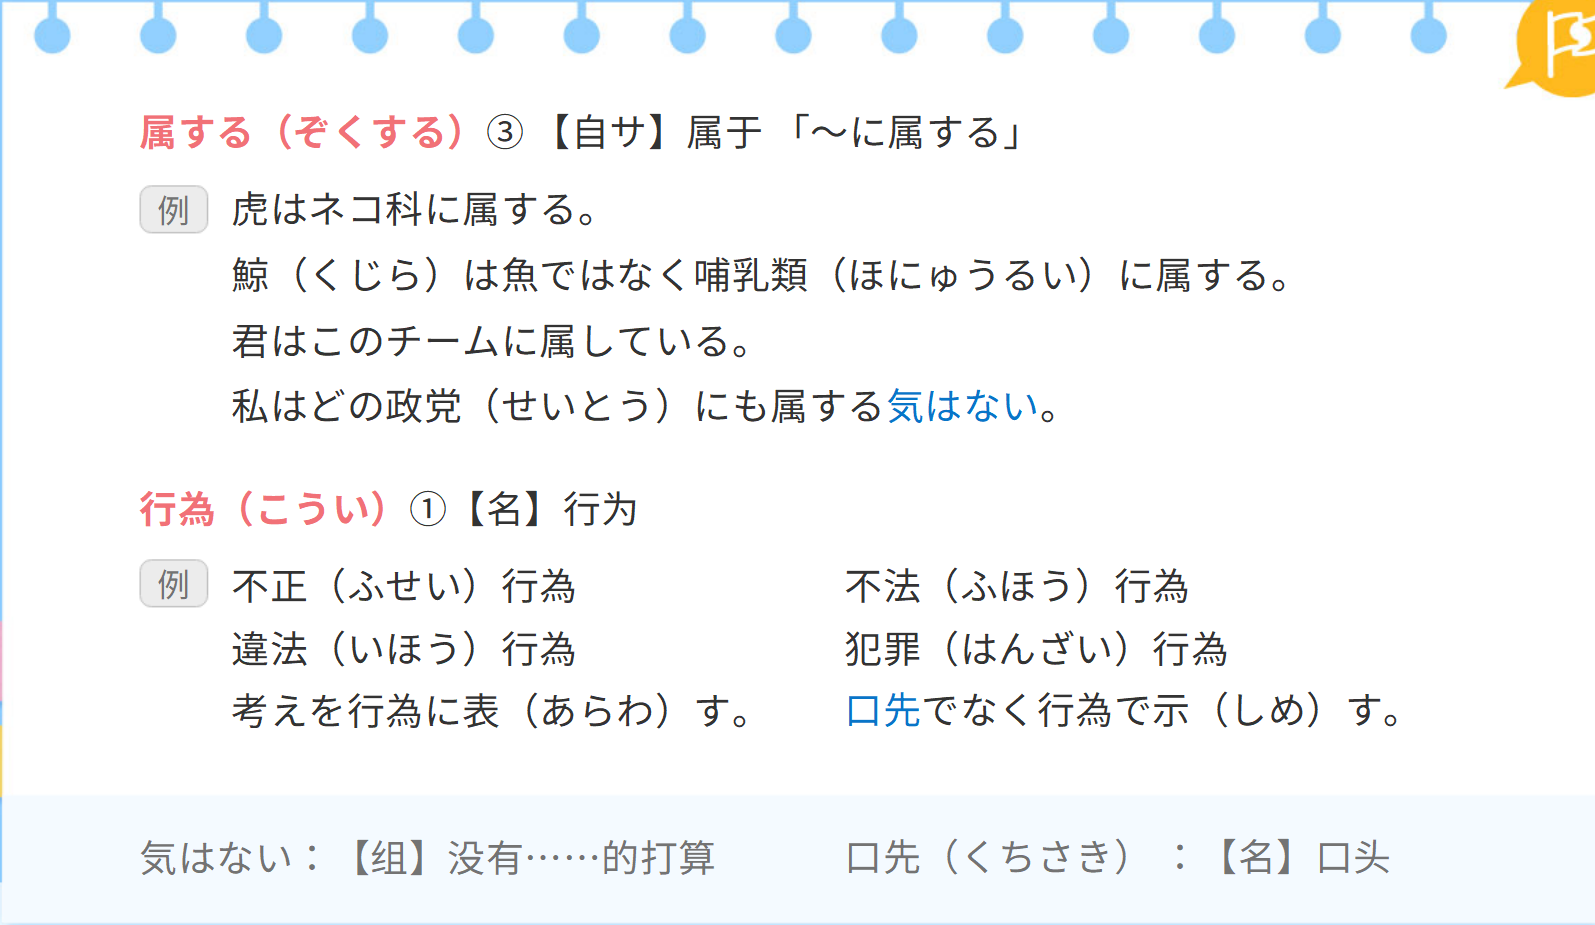 属する（ぞくする）③【自サ】属于 「～に属する」
例 虎はネコ科に属する。
鯨（くじら）は魚ではなく哺乳類（ほにゅうるい）に属する。
君はこのチームに属している。
私はどの政党（せいとう）にも属する気はない。
行為（こうい）①【名】行为
例 不正（ふせい）行為 不法（ふほう）行為
違法（いほう）行為 犯罪（はんざい）行為
考えを行為に表（あらわ）す。 口先でなく行為で示（しめ）す。
気はない：【组】没有……的打算 口先（くちさき）：【名】口头